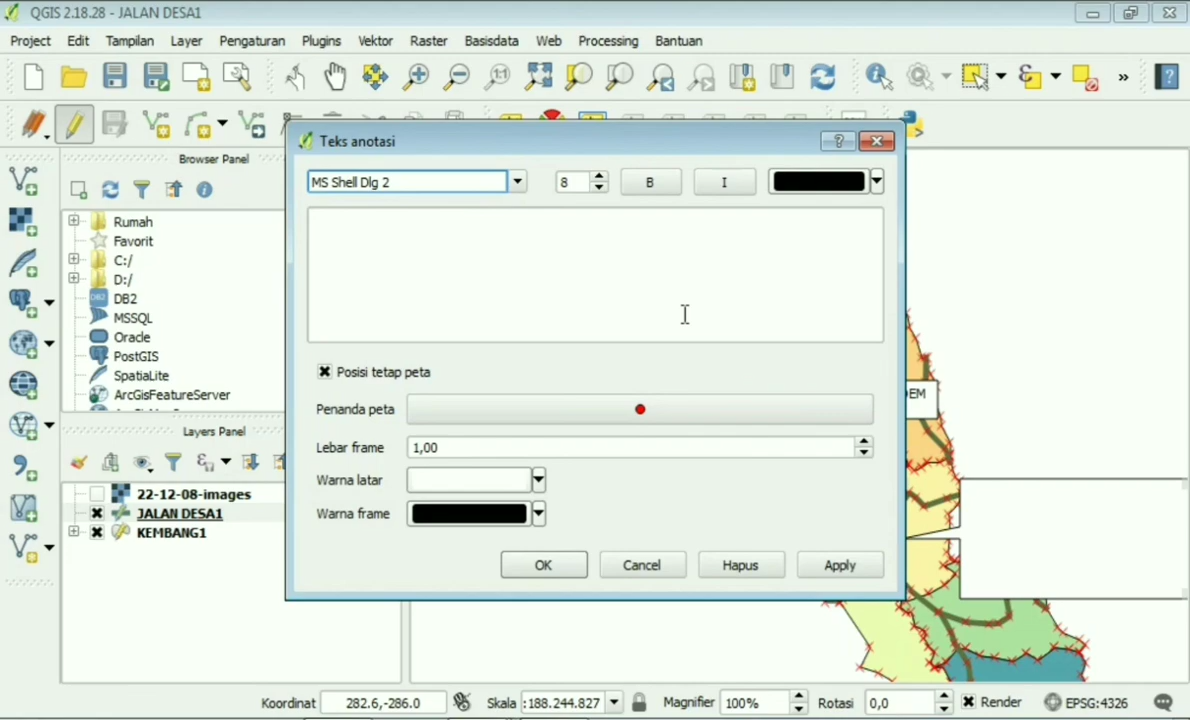 QGIS 2.18.28 - JALAN DESA1
Project Edit Tampilan Layer Pengaturan Plugins Vektor Raster Basisdata Web Processing Bantuan
Browser Panel
Teks anotasi
MS Shell Dlg 2 8 B I
Rumah
Favorit
C:/
D:/
DB2
MSSQL
Oracle
PostGIS
SpatiaLite
ArcGisFeatureServer
Posisi tetap peta
Penanda peta
Lebar frame 1,00
Warna latar
Warna frame
OK Cancel Hapus Apply
Layers Panel
22-12-08-images
JALAN DESA1
KEMBANG1
EM
Koordinat 282.6,-286.0 Skala :188.244.827 Magnifier 100% Rotasi 0,0 Render EPSG:4326